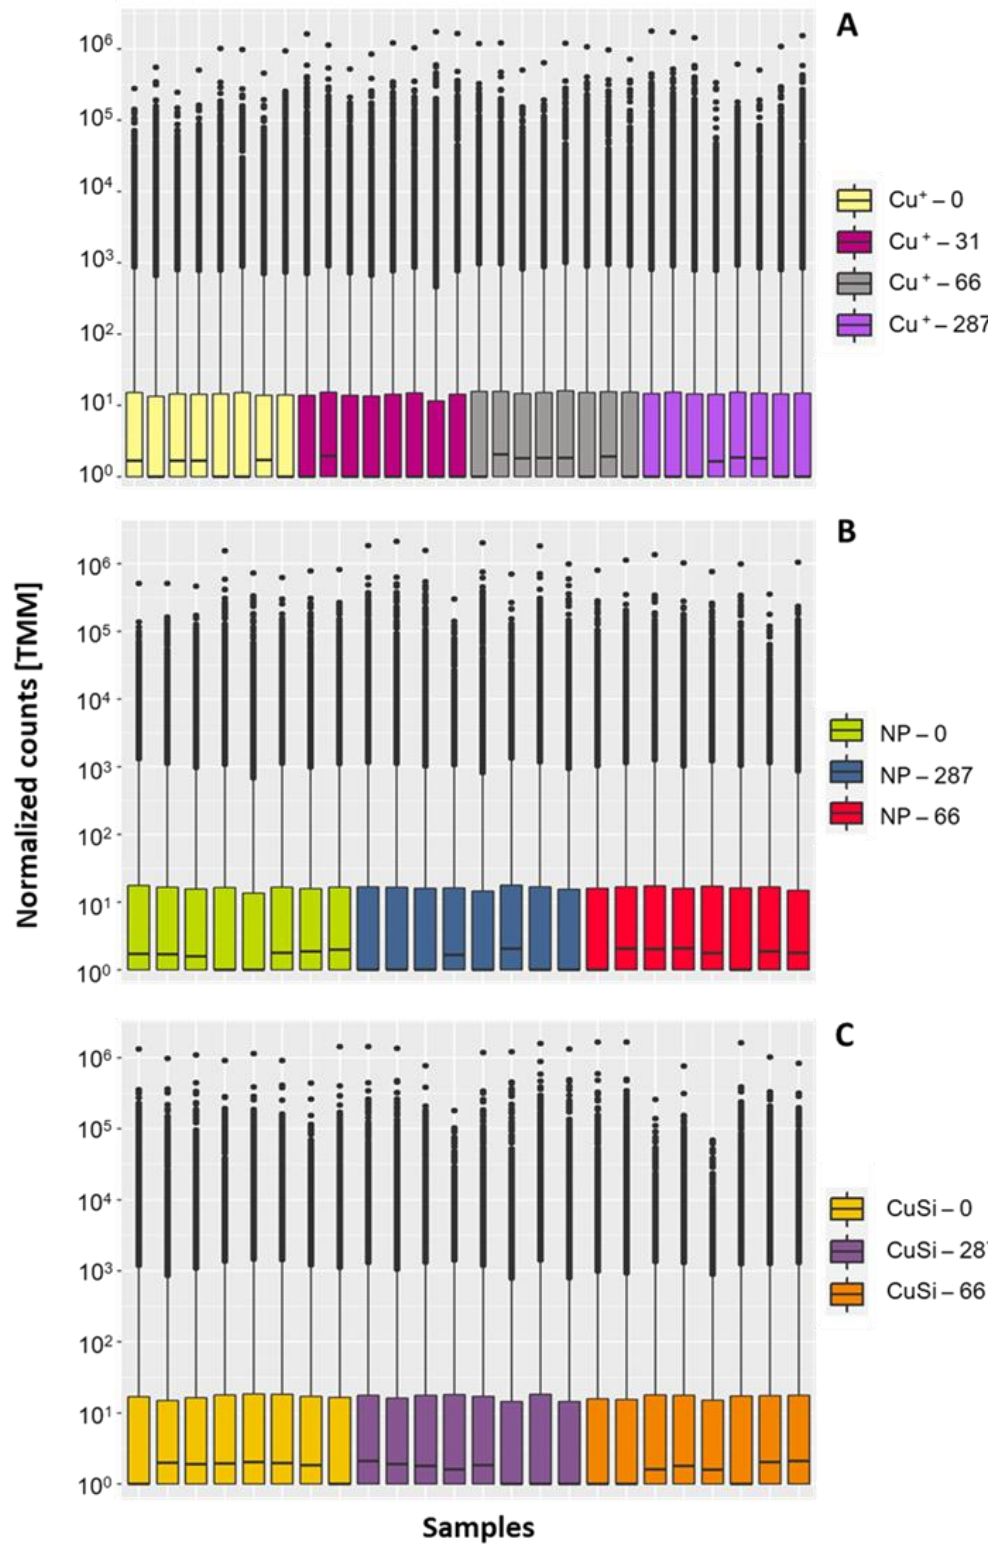 A
10⁶
10⁵
10⁴
10³
10²
10¹
10⁰
Cu⁺ – 0
Cu⁺ – 31
Cu⁺ – 66
Cu⁺ – 287
B
10⁶
10⁵
10⁴
10³
10²
10¹
10⁰
NP – 0
NP – 287
NP – 66
Normalized counts [TMM]
C
10⁶
10⁵
10⁴
10³
10²
10¹
10⁰
CuSi – 0
CuSi – 287
CuSi – 66
Samples